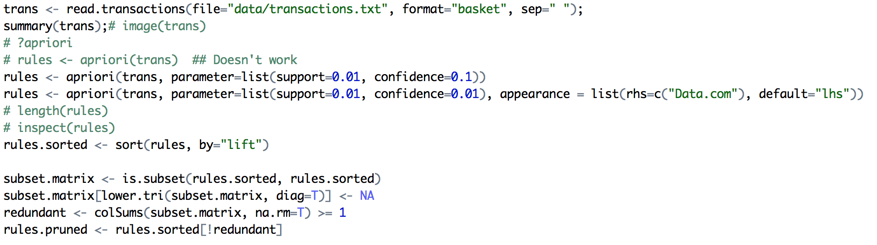 trans <- read.transactions(file="data/transactions.txt", format="basket", sep=" ");
summary(trans);# image(trans)
# ?apriori
# rules <- apriori(trans)  ## Doesn't work
rules <- apriori(trans, parameter=list(support=0.01, confidence=0.1))
rules <- apriori(trans, parameter=list(support=0.01, confidence=0.01), appearance = list(rhs=c("Data.com"), default="lhs"))
# length(rules)
# inspect(rules)
rules.sorted <- sort(rules, by="lift")
subset.matrix <- is.subset(rules.sorted, rules.sorted)
subset.matrix[lower.tri(subset.matrix, diag=T)] <- NA
redundant <- colSums(subset.matrix, na.rm=T) >= 1
rules.pruned <- rules.sorted[!redundant]